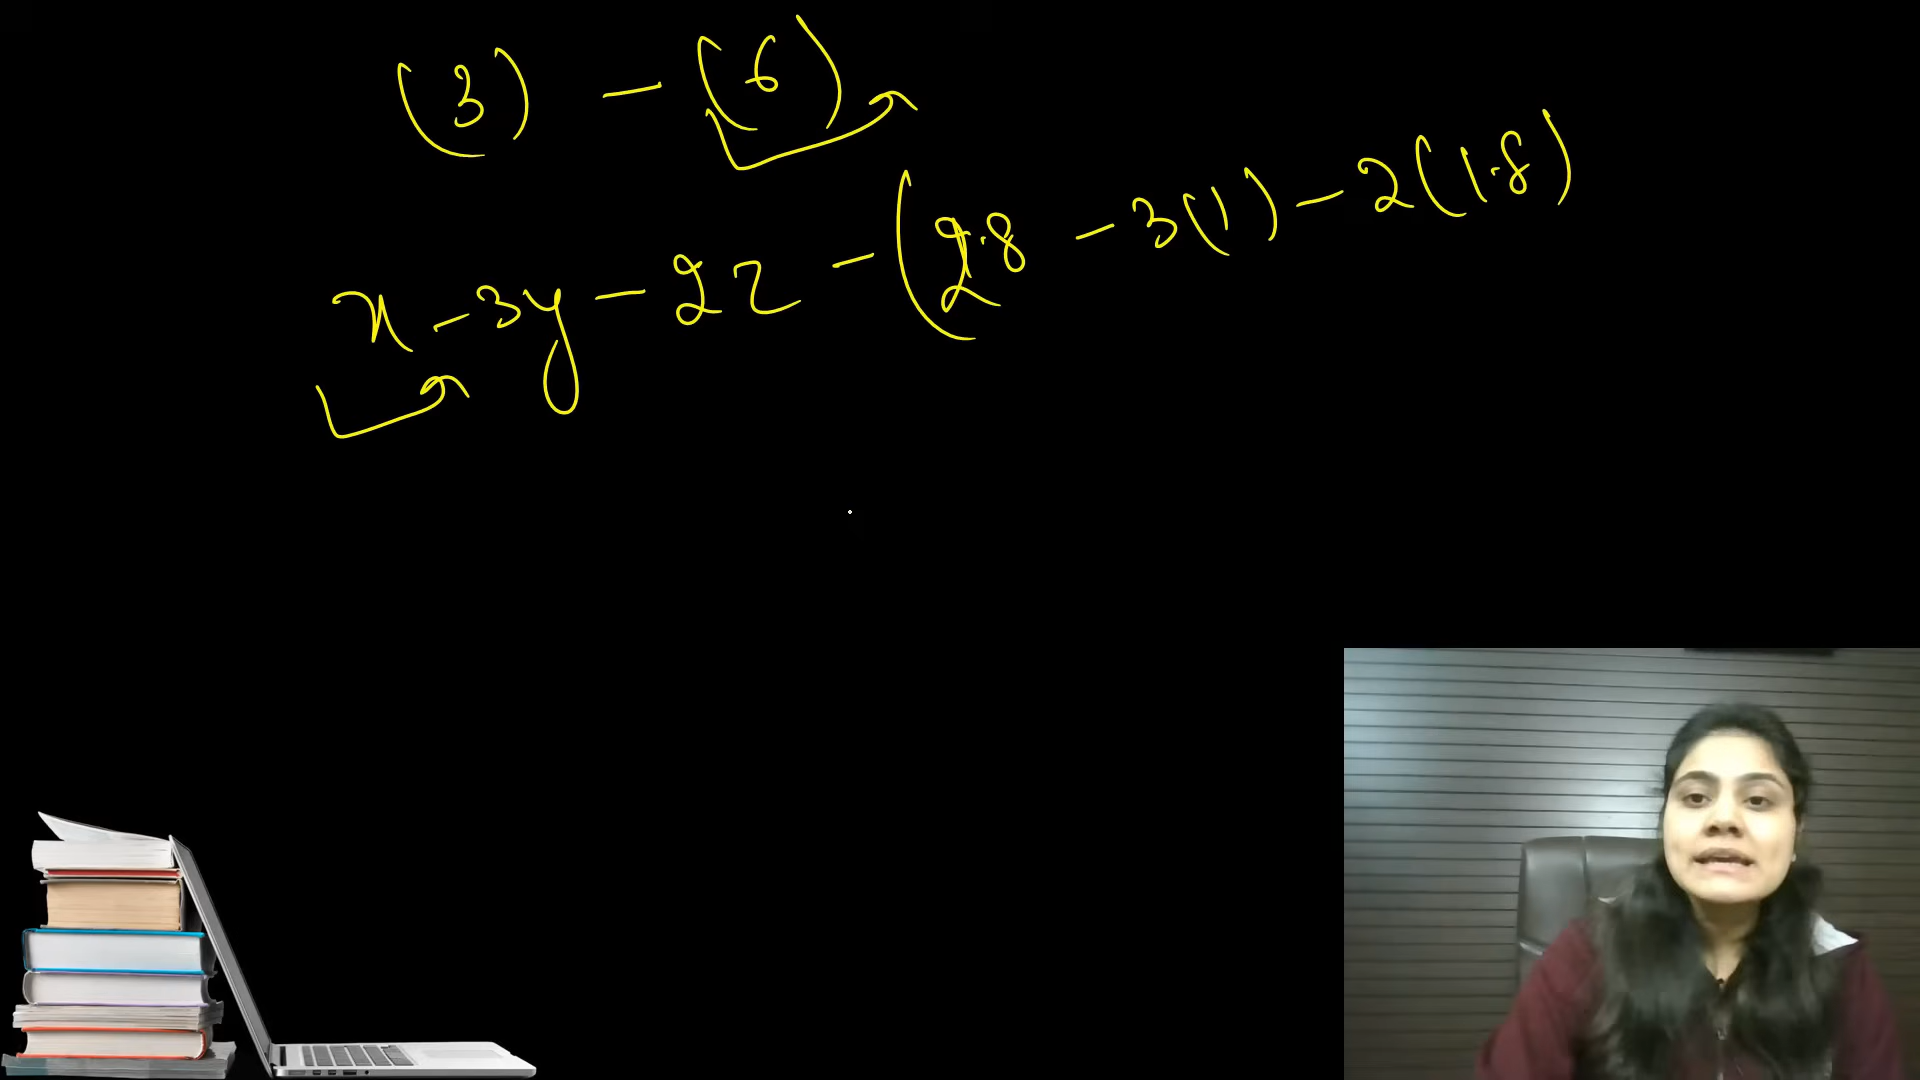 (3) - (6)
x - 3y - 2z - (2.8 - 3(1) - 2(1.8)